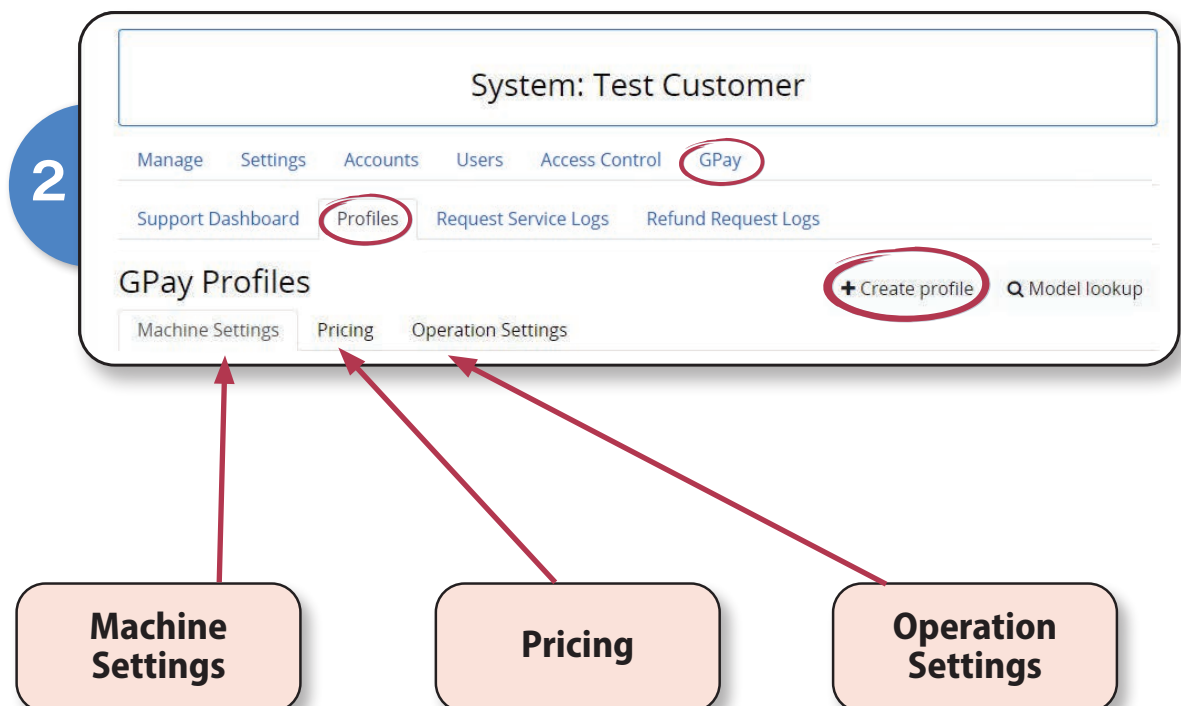 System: Test Customer
2
Manage Settings Accounts Users Access Control GPay
Support Dashboard Profiles Request Service Logs Refund Request Logs
GPay Profiles + Create profile Model lookup
Machine Settings Pricing Operation Settings
Machine
Settings
Pricing
Operation
Settings